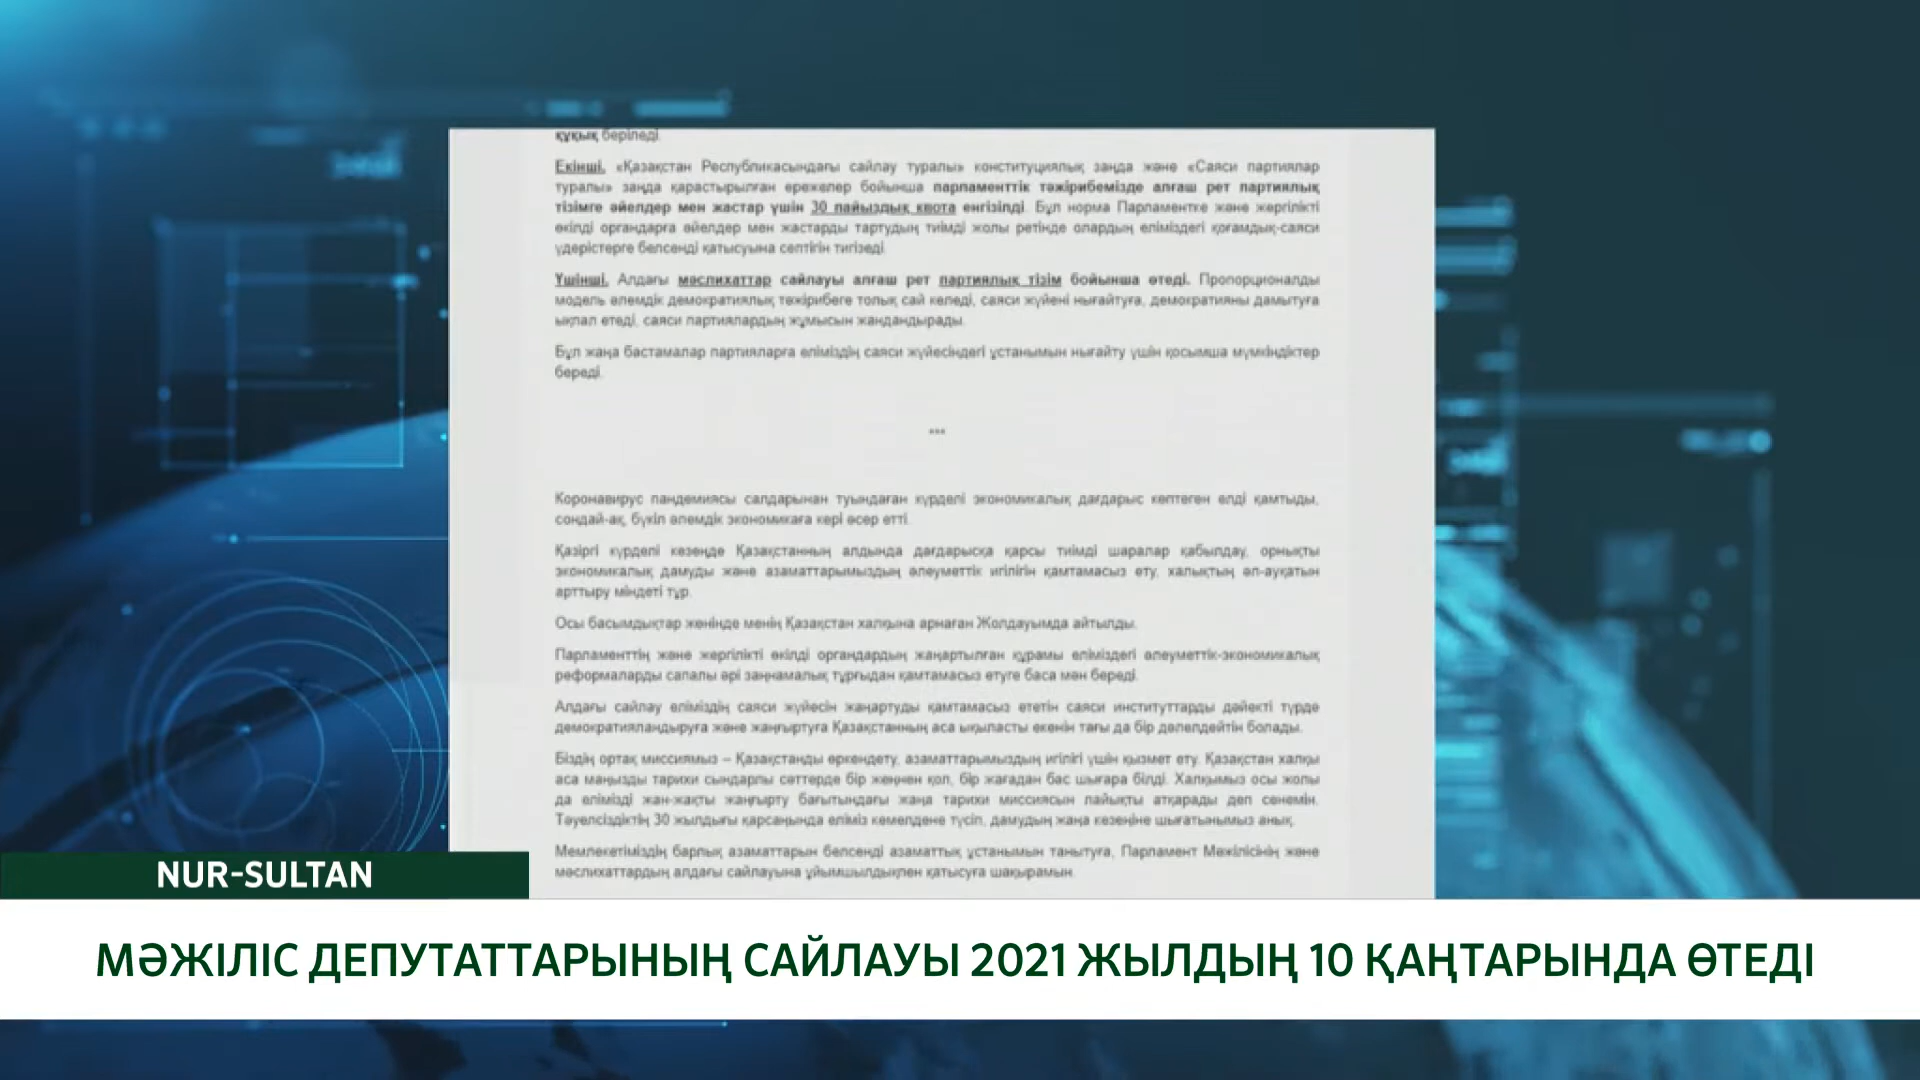 құқық беріледі.
Екінші. «Қазақстан Республикасындағы сайлау туралы» конституциялық заңда және «Саяси партиялар
туралы» заңда қарастырылған ережелер бойынша парламенттік тәжірибемізде алғаш рет партиялық
тізімге әйелдер мен жастар үшін 30 пайыздық квота енгізілді. Бұл норма Парламентке және жергілікті
өкілді органдарға әйелдер мен жастарды тартудың тиімді жолы ретінде олардың еліміздегі қоғамдық-саяси
үдерістерге белсенді қатысуына септігін тигізеді.
Үшінші. Алдағы мәслихаттар сайлауы алғаш рет партиялық тізім бойынша өтеді. Пропорционалды
модель әлемдік демократиялық тәжірибеге толық сай келеді, саяси жүйені нығайтуға, демократияны дамытуға
ықпал етеді, саяси партиялардың жұмысын жандандырады.
Бұл жаңа бастамалар партияларға еліміздің саяси жүйесіндегі ұстанымын нығайту үшін қосымша мүмкіндіктер
береді.
***
Коронавирус пандемиясы салдарынан туындаған күрделі экономикалық дағдарыс көптеген елді қамтыды,
сондай-ақ, бүкіл әлемдік экономикаға кері әсер етті.
Қазіргі күрделі кезеңде Қазақстанның алдында дағдарысқа қарсы тиімді шаралар қабылдау, орнықты
экономикалық дамуды және азаматтарымыздың әлеуметтік игілігін қамтамасыз ету, халықтың әл-ауқатын
арттыру міндеті тұр.
Осы басымдықтар жөнінде менің Қазақстан халқына арнаған Жолдауымда айтылды.
Парламенттің және жергілікті өкілді органдардың жаңартылған құрамы еліміздегі әлеуметтік-экономикалық
реформаларды сапалы әрі заңнамалық тұрғыдан қамтамасыз етуге баса мән береді.
Алдағы сайлау еліміздің саяси жүйесін жаңартуды қамтамасыз ететін саяси институттарды дәйекті түрде
демократияландыруға және жаңғыртуға Қазақстанның аса ықыласты екенін тағы да бір дәлелдейтін болады.
Біздің ортақ миссиямыз – Қазақстанды өркендету, азаматтарымыздың игілігі үшін қызмет ету. Қазақстан халқы
аса маңызды тарихи сындарлы сәттерде бір жеңнен қол, бір жағадан бас шығара білді. Халқымыз осы жолы
да елімізді жан-жақты жаңғырту бағытындағы жаңа тарихи миссиясын лайықты атқарады деп сенемін.
Тәуелсіздіктің 30 жылдығы қарсаңында еліміз кемелдене түсіп, дамудың жаңа кезеңіне шығатынымыз анық.
Мемлекетіміздің барлық азаматтарын белсенді азаматтық ұстанымын танытуға, Парламент Мәжілісінің және
мәслихаттардың алдағы сайлауына ұйымшылдықпен қатысуға шақырамын.
NUR-SULTAN
МӘЖІЛІС ДЕПУТАТТАРЫНЫҢ САЙЛАУЫ 2021 ЖЫЛДЫҢ 10 ҚАҢТАРЫНДА ӨТЕДІ